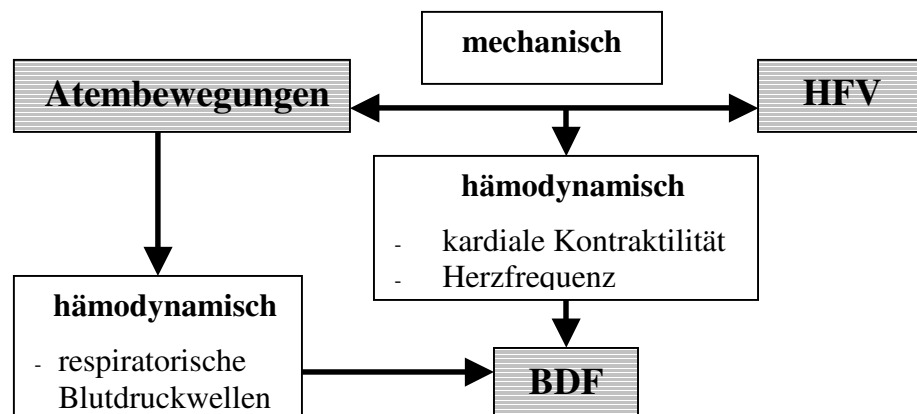 mechanisch
Atembewegungen
HFV
hämodynamisch
- kardiale Kontraktilität
- Herzfrequenz
hämodynamisch
- respiratorische
Blutdruckwellen
BDF